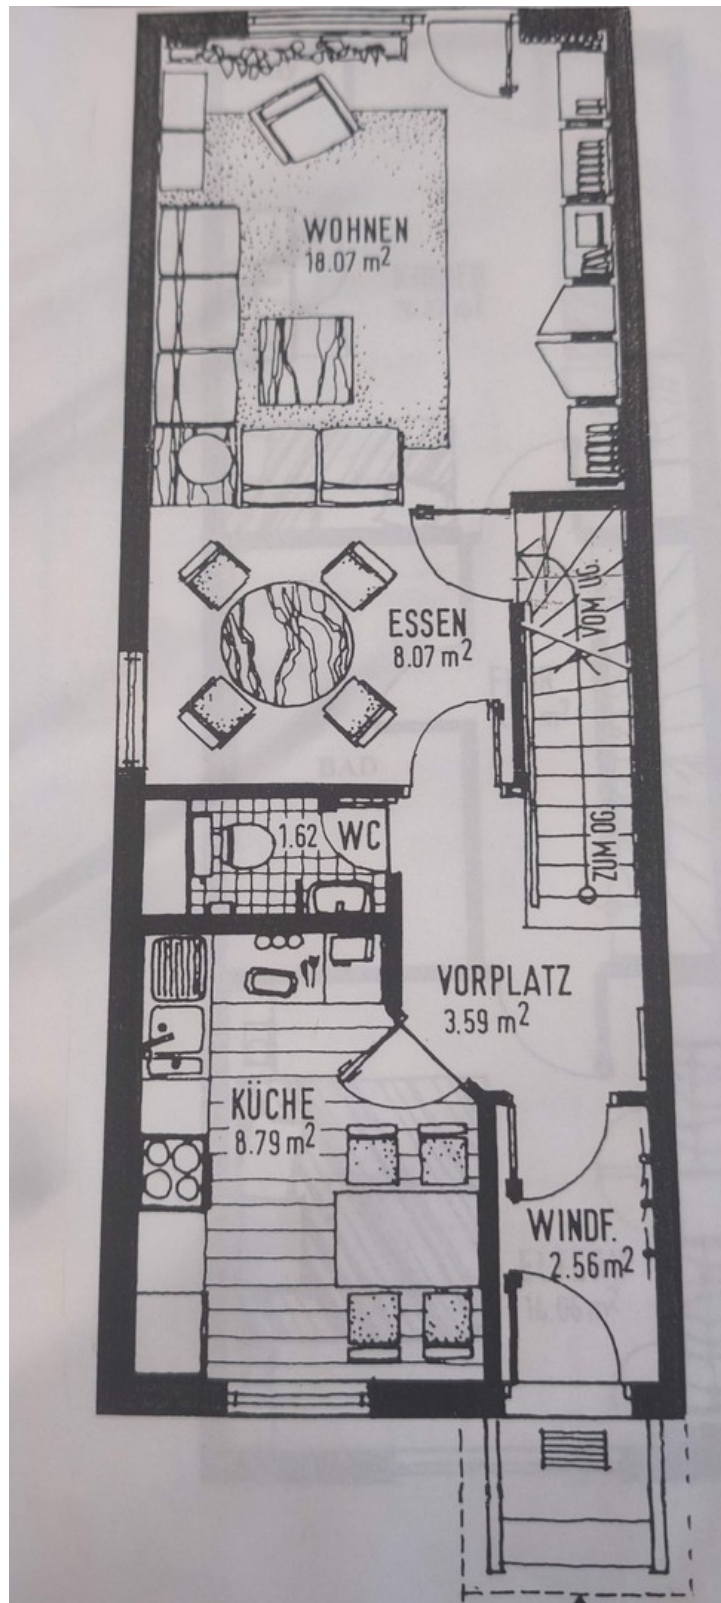 WOHNEN
18.07 m²
ESSEN
8.07 m²
VOM UG.
ZUM OG.
1.62 WC
VORPLATZ
3.59 m²
KÜCHE
8.79 m²
WINDF.
2.56 m²
BAD